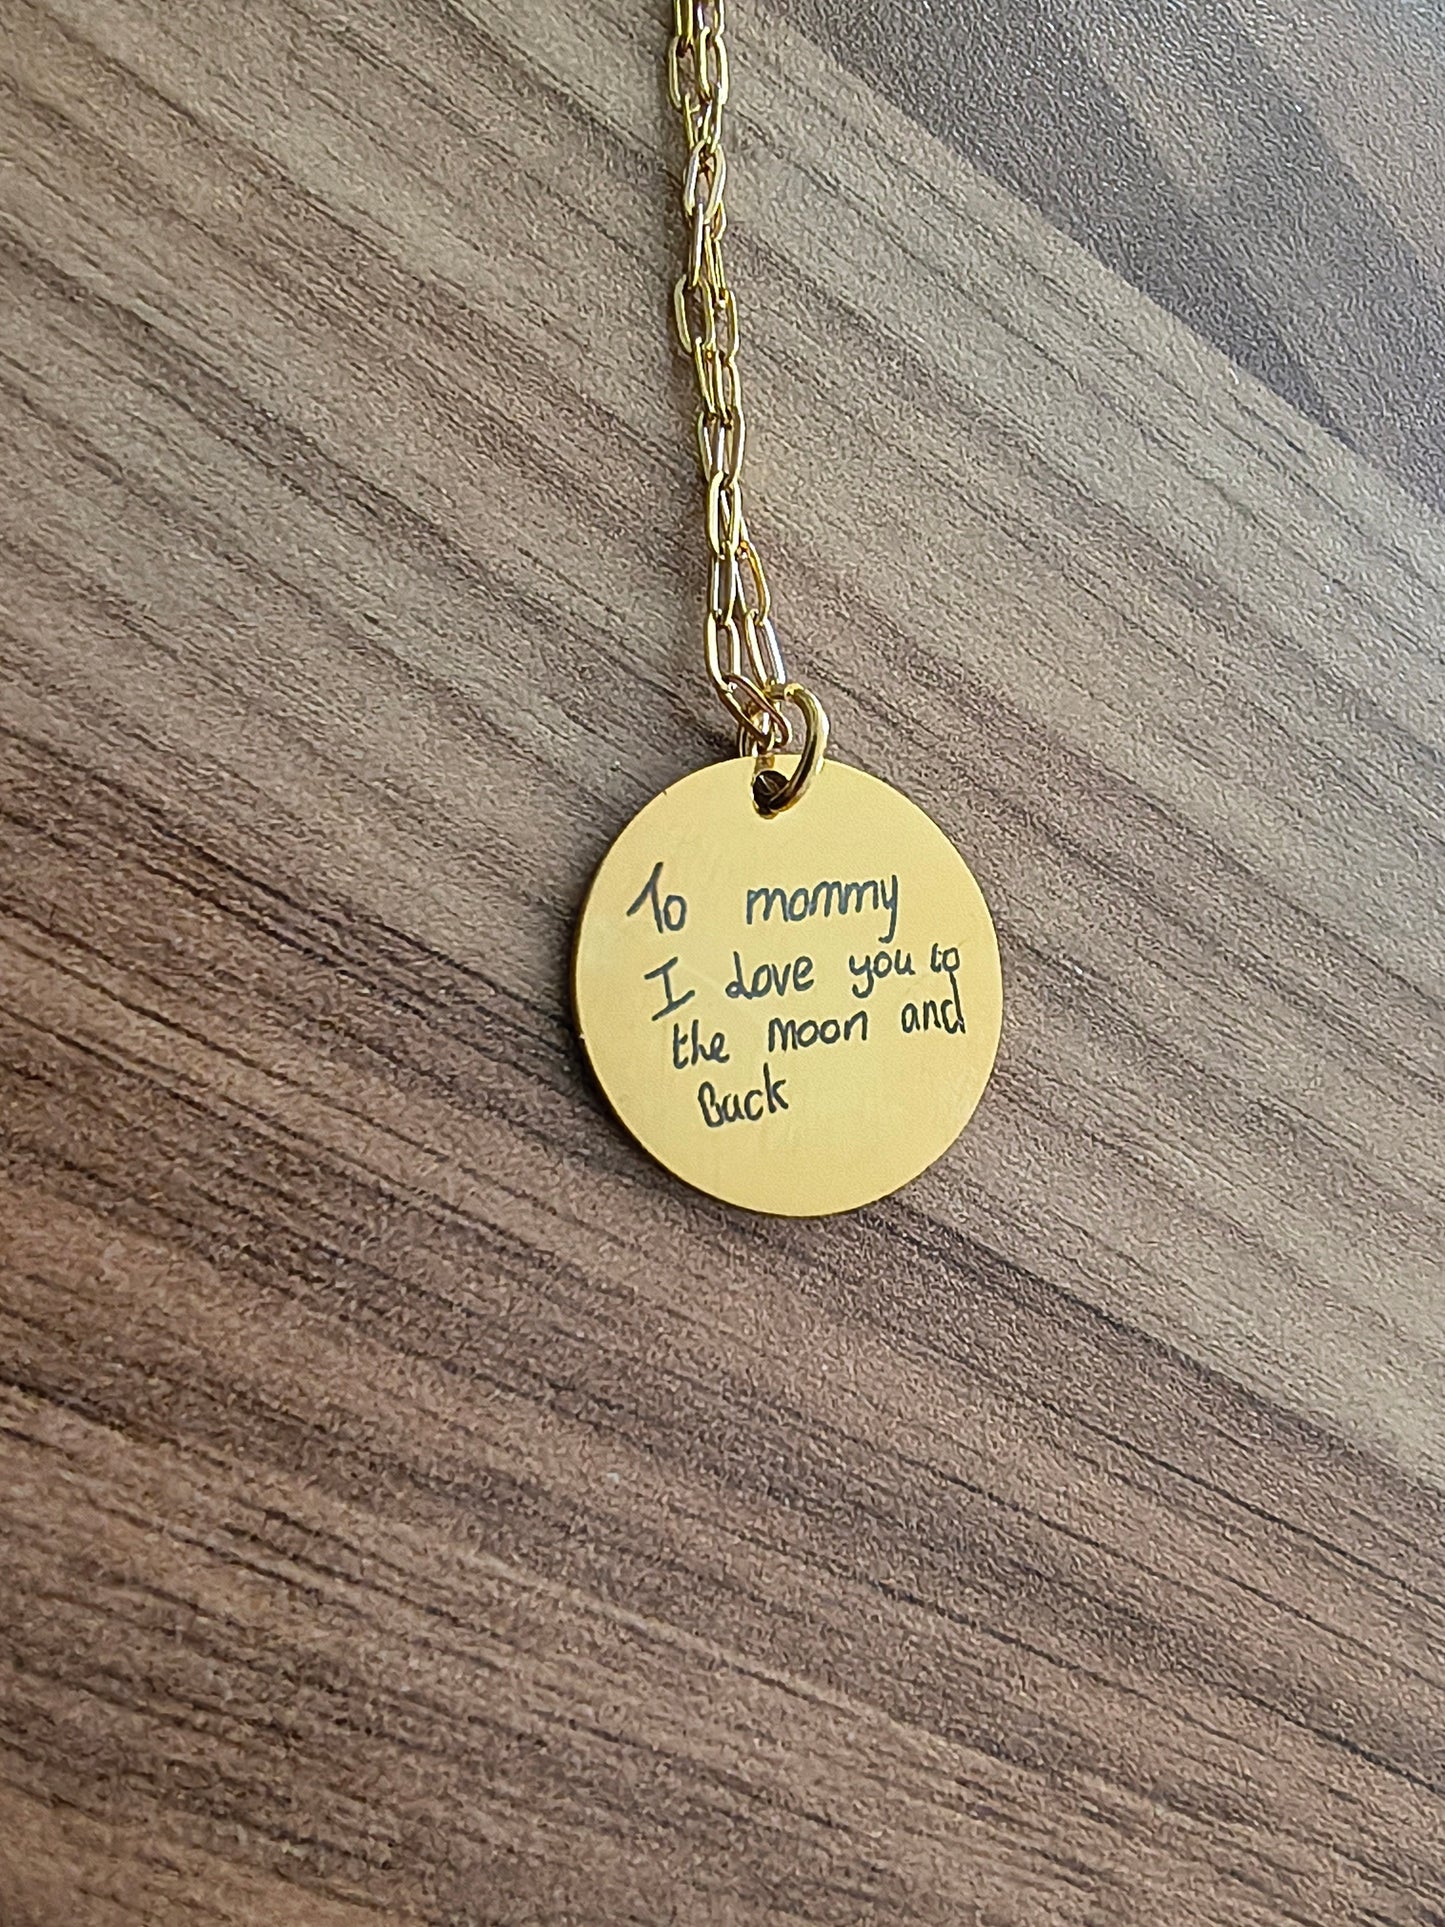 To mommy
I love you to
the moon and
Back